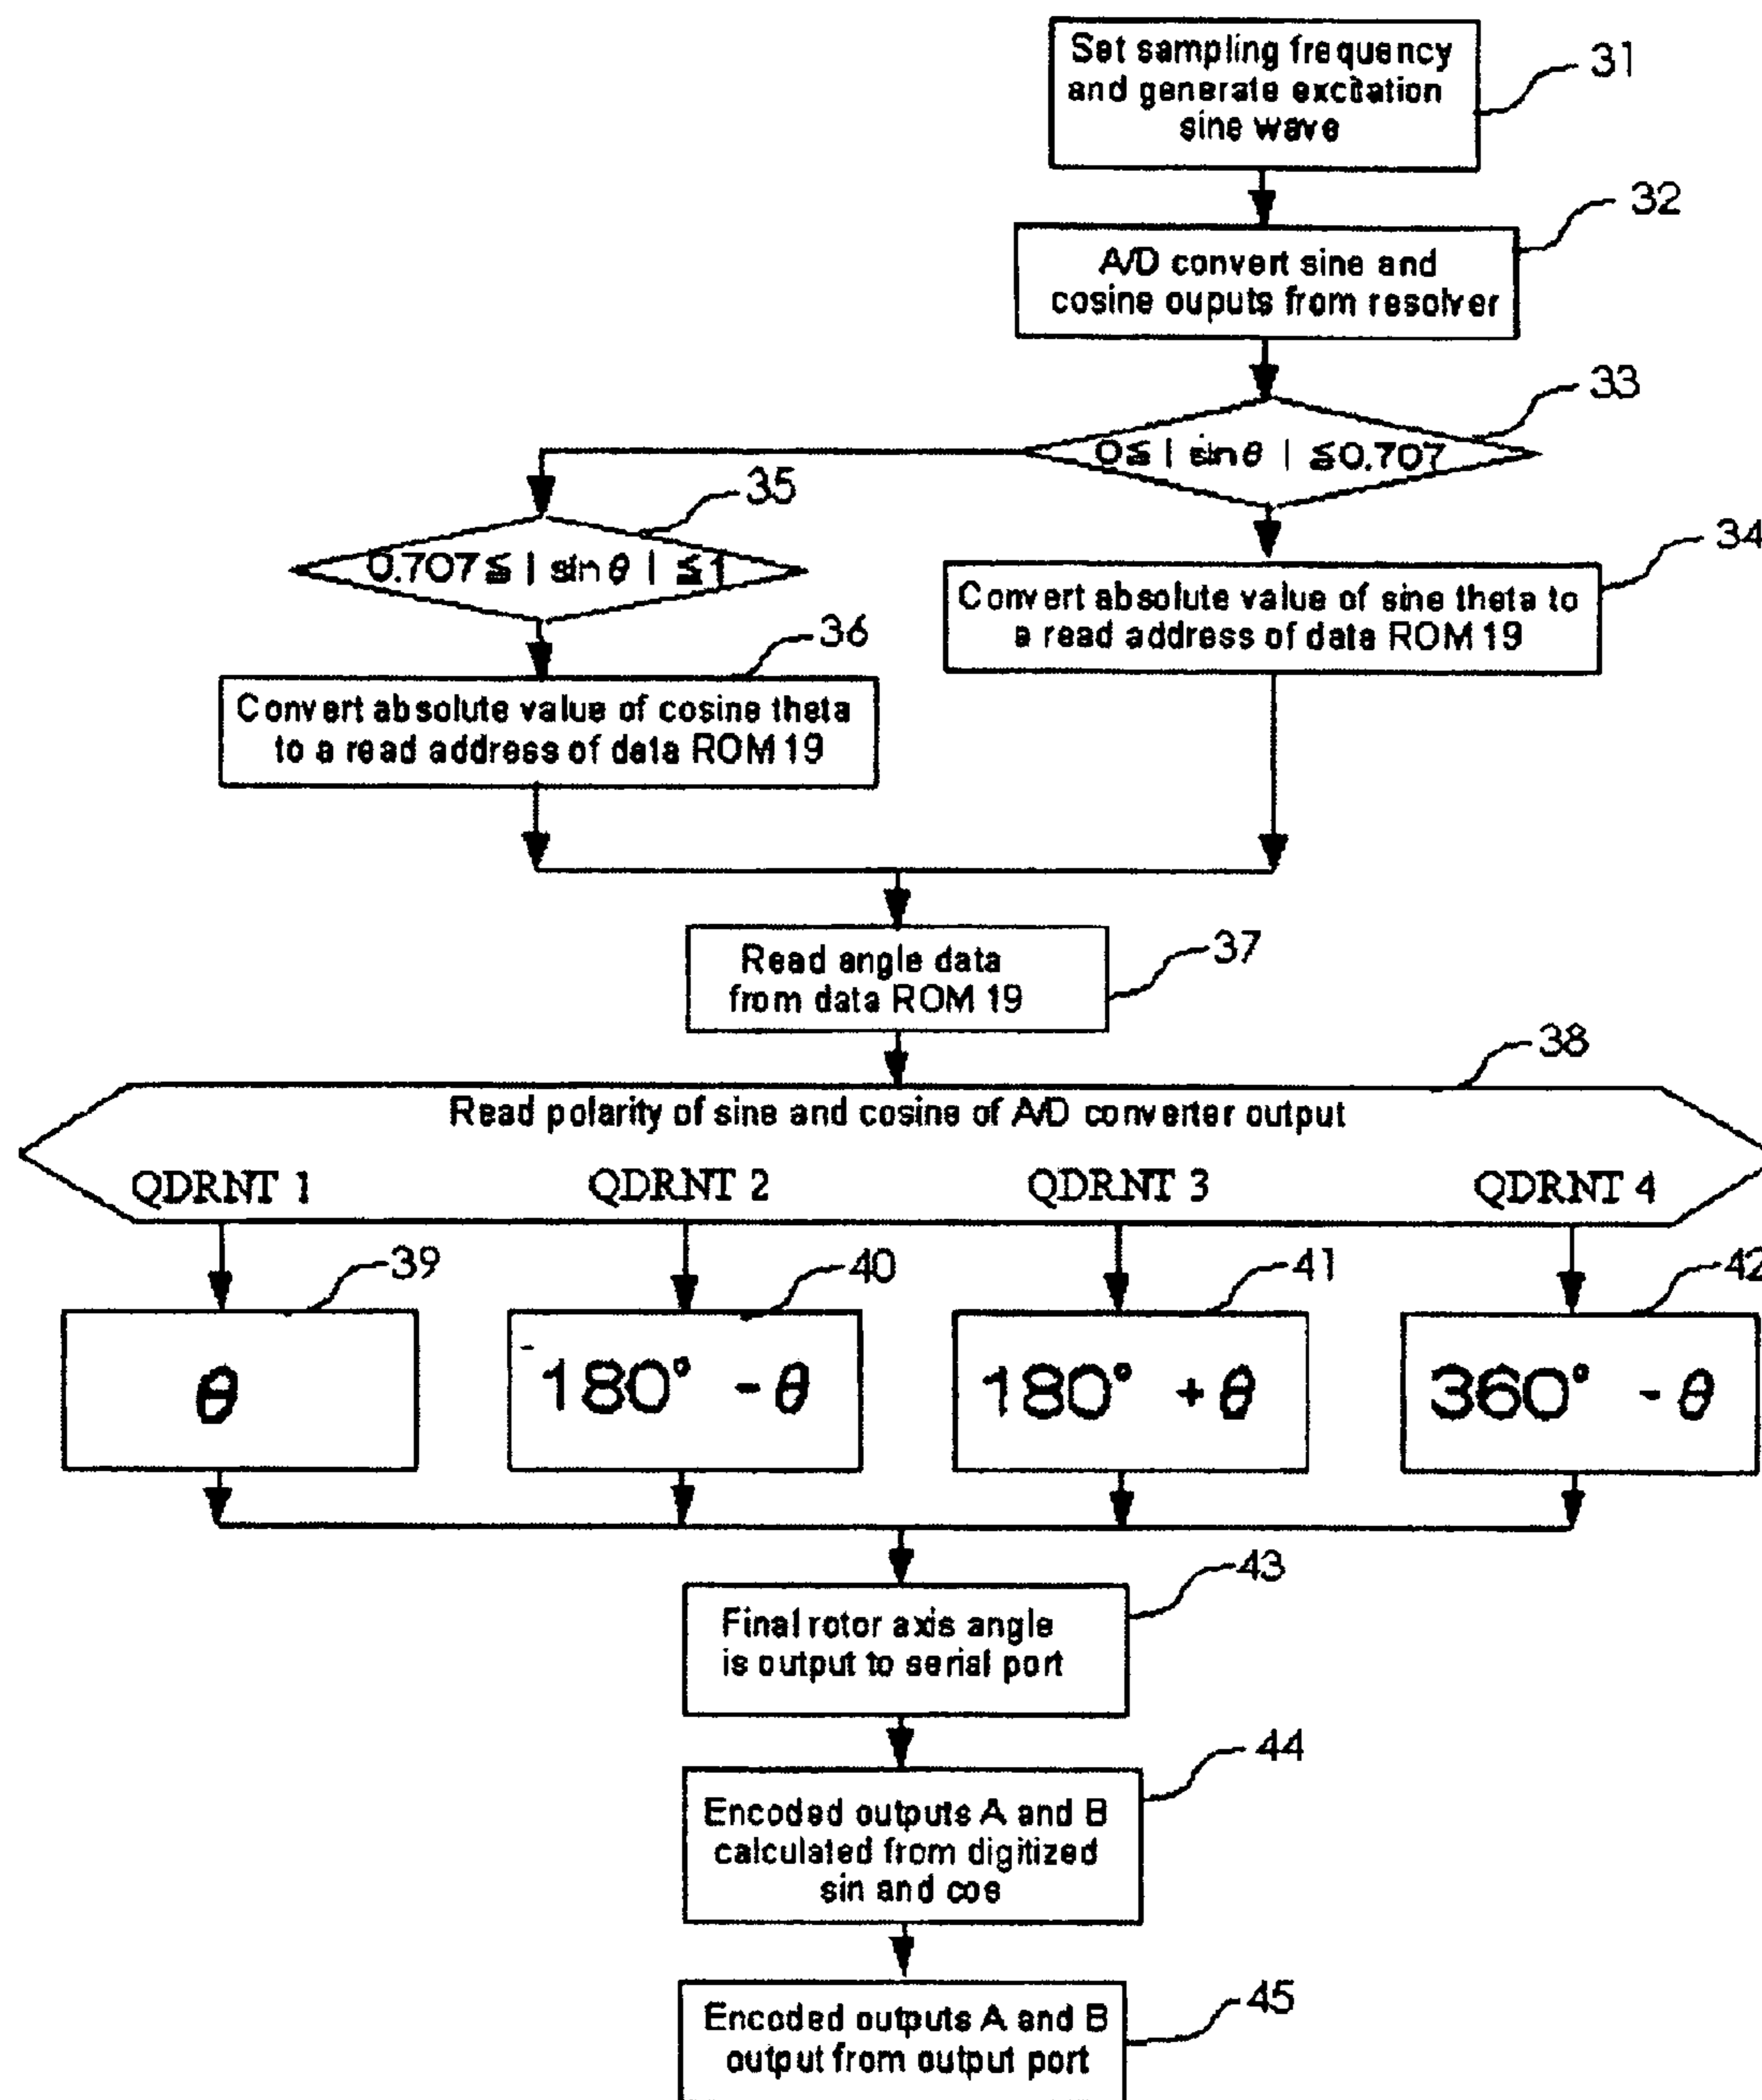 Set sampling frequency
and generate excitation
sine wave
31
A/D convert sine and
cosine ouputs from resolver
32
0≦ | sinθ | ≦0.707
33
0.707≦ | sin θ | ≦1
35
Convert absolute value of sine theta to
a read address of data ROM 19
34
Convert absolute value of cosine theta
to a read address of data ROM 19
36
Read angle data
from data ROM 19
37
Read polarity of sine and cosine of A/D converter output
38
QDRNT 1 QDRNT 2 QDRNT 3 QDRNT 4
39 40 41 42
θ 180° - θ 180° + θ 360° - θ
Final rotor axis angle
is output to serial port
43
Encoded outputs A and B
calculated from digitized
sin and cos
44
Encoded outputs A and B
output from output port
45